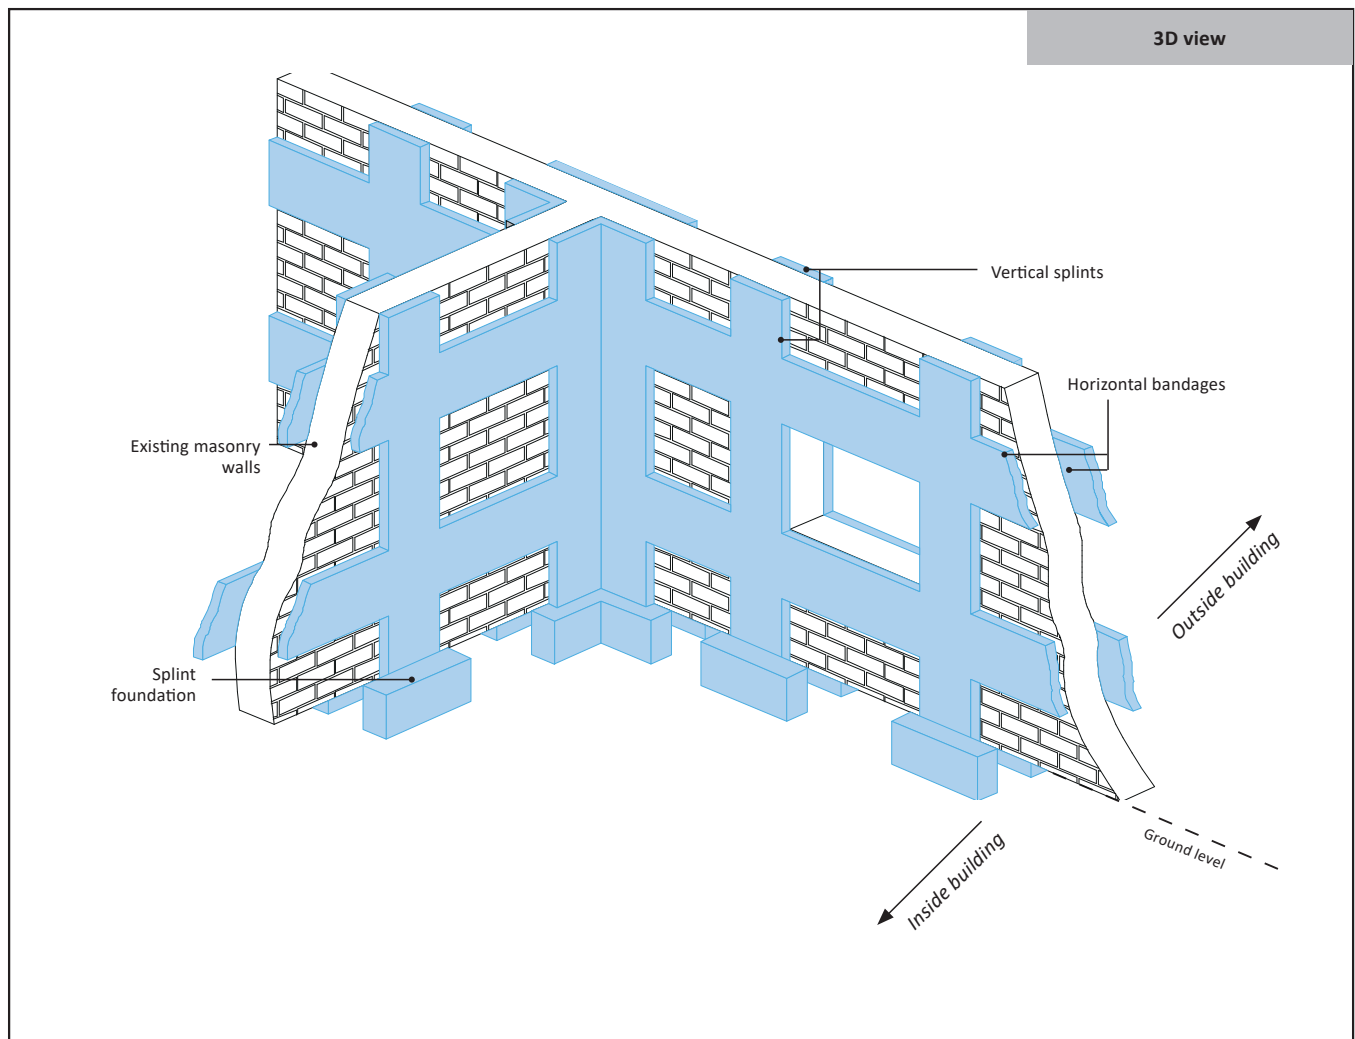 3D view
Vertical splints
Horizontal bandages
Existing masonry
walls
Outside building
Splint
foundation
Ground level
Inside building